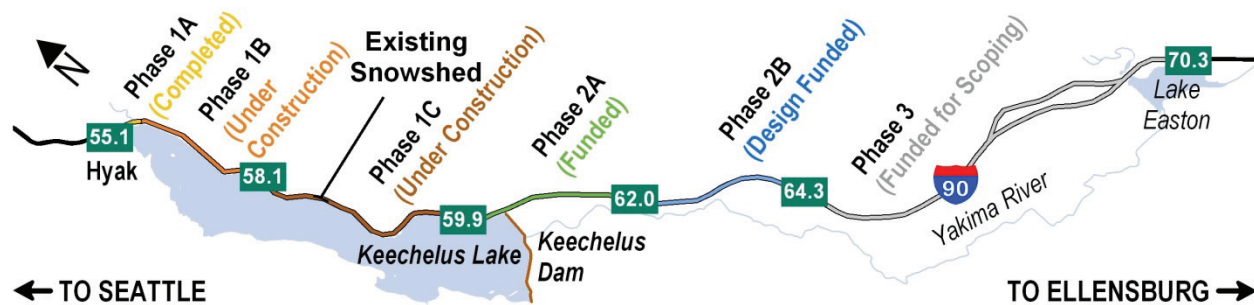 N
Phase 1A
(Completed)
Phase 1B
(Under
Construction)
Existing
Snowshed
Phase 1C
(Under Construction)
Phase 2A
(Funded)
Phase 2B
(Design Funded)
Phase 3
(Funded for Scoping)
55.1
Hyak
58.1
59.9
62.0
64.3
90
70.3
Lake
Easton
Keechelus Lake
Keechelus
Dam
Yakima River
TO SEATTLE
TO ELLENSBURG